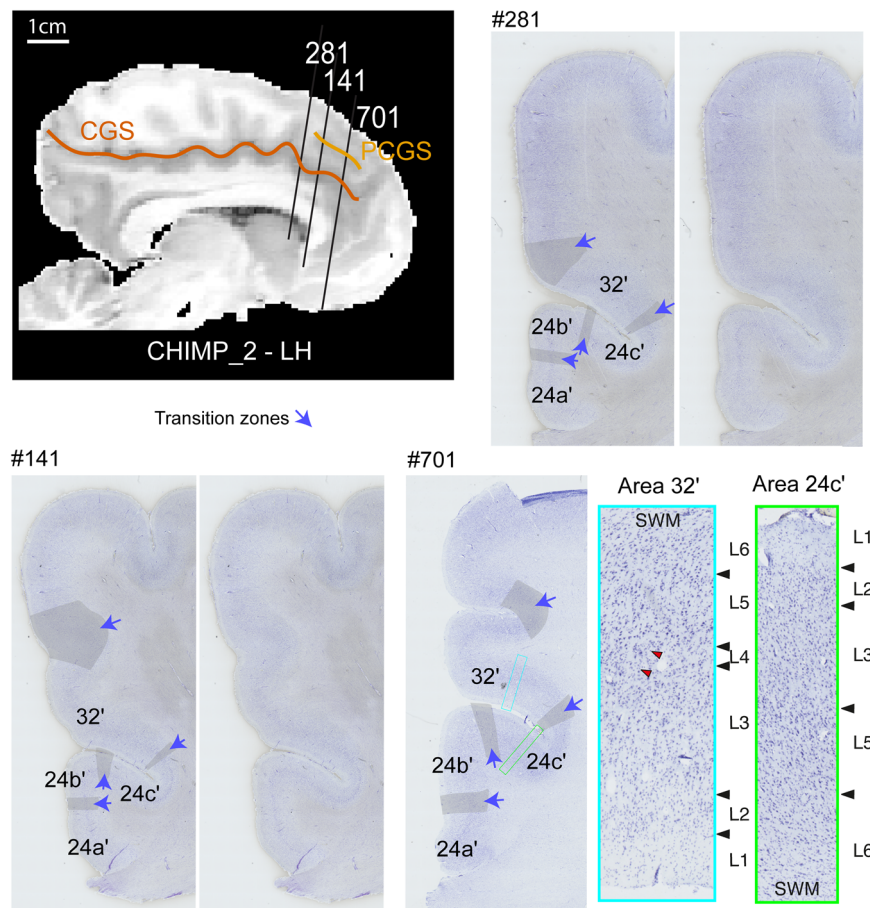 1cm
281
141
701
CGS
PCGS
CHIMP_2 - LH
Transition zones
#281
32'
24b'
24c'
24a'
#141
32'
24b'
24c'
24a'
#701
32'
24b'
24c'
24a'
Area 32'
SWM
L6
L5
L4
L3
L2
L1
Area 24c'
L1
L2
L3
L5
L6
SWM